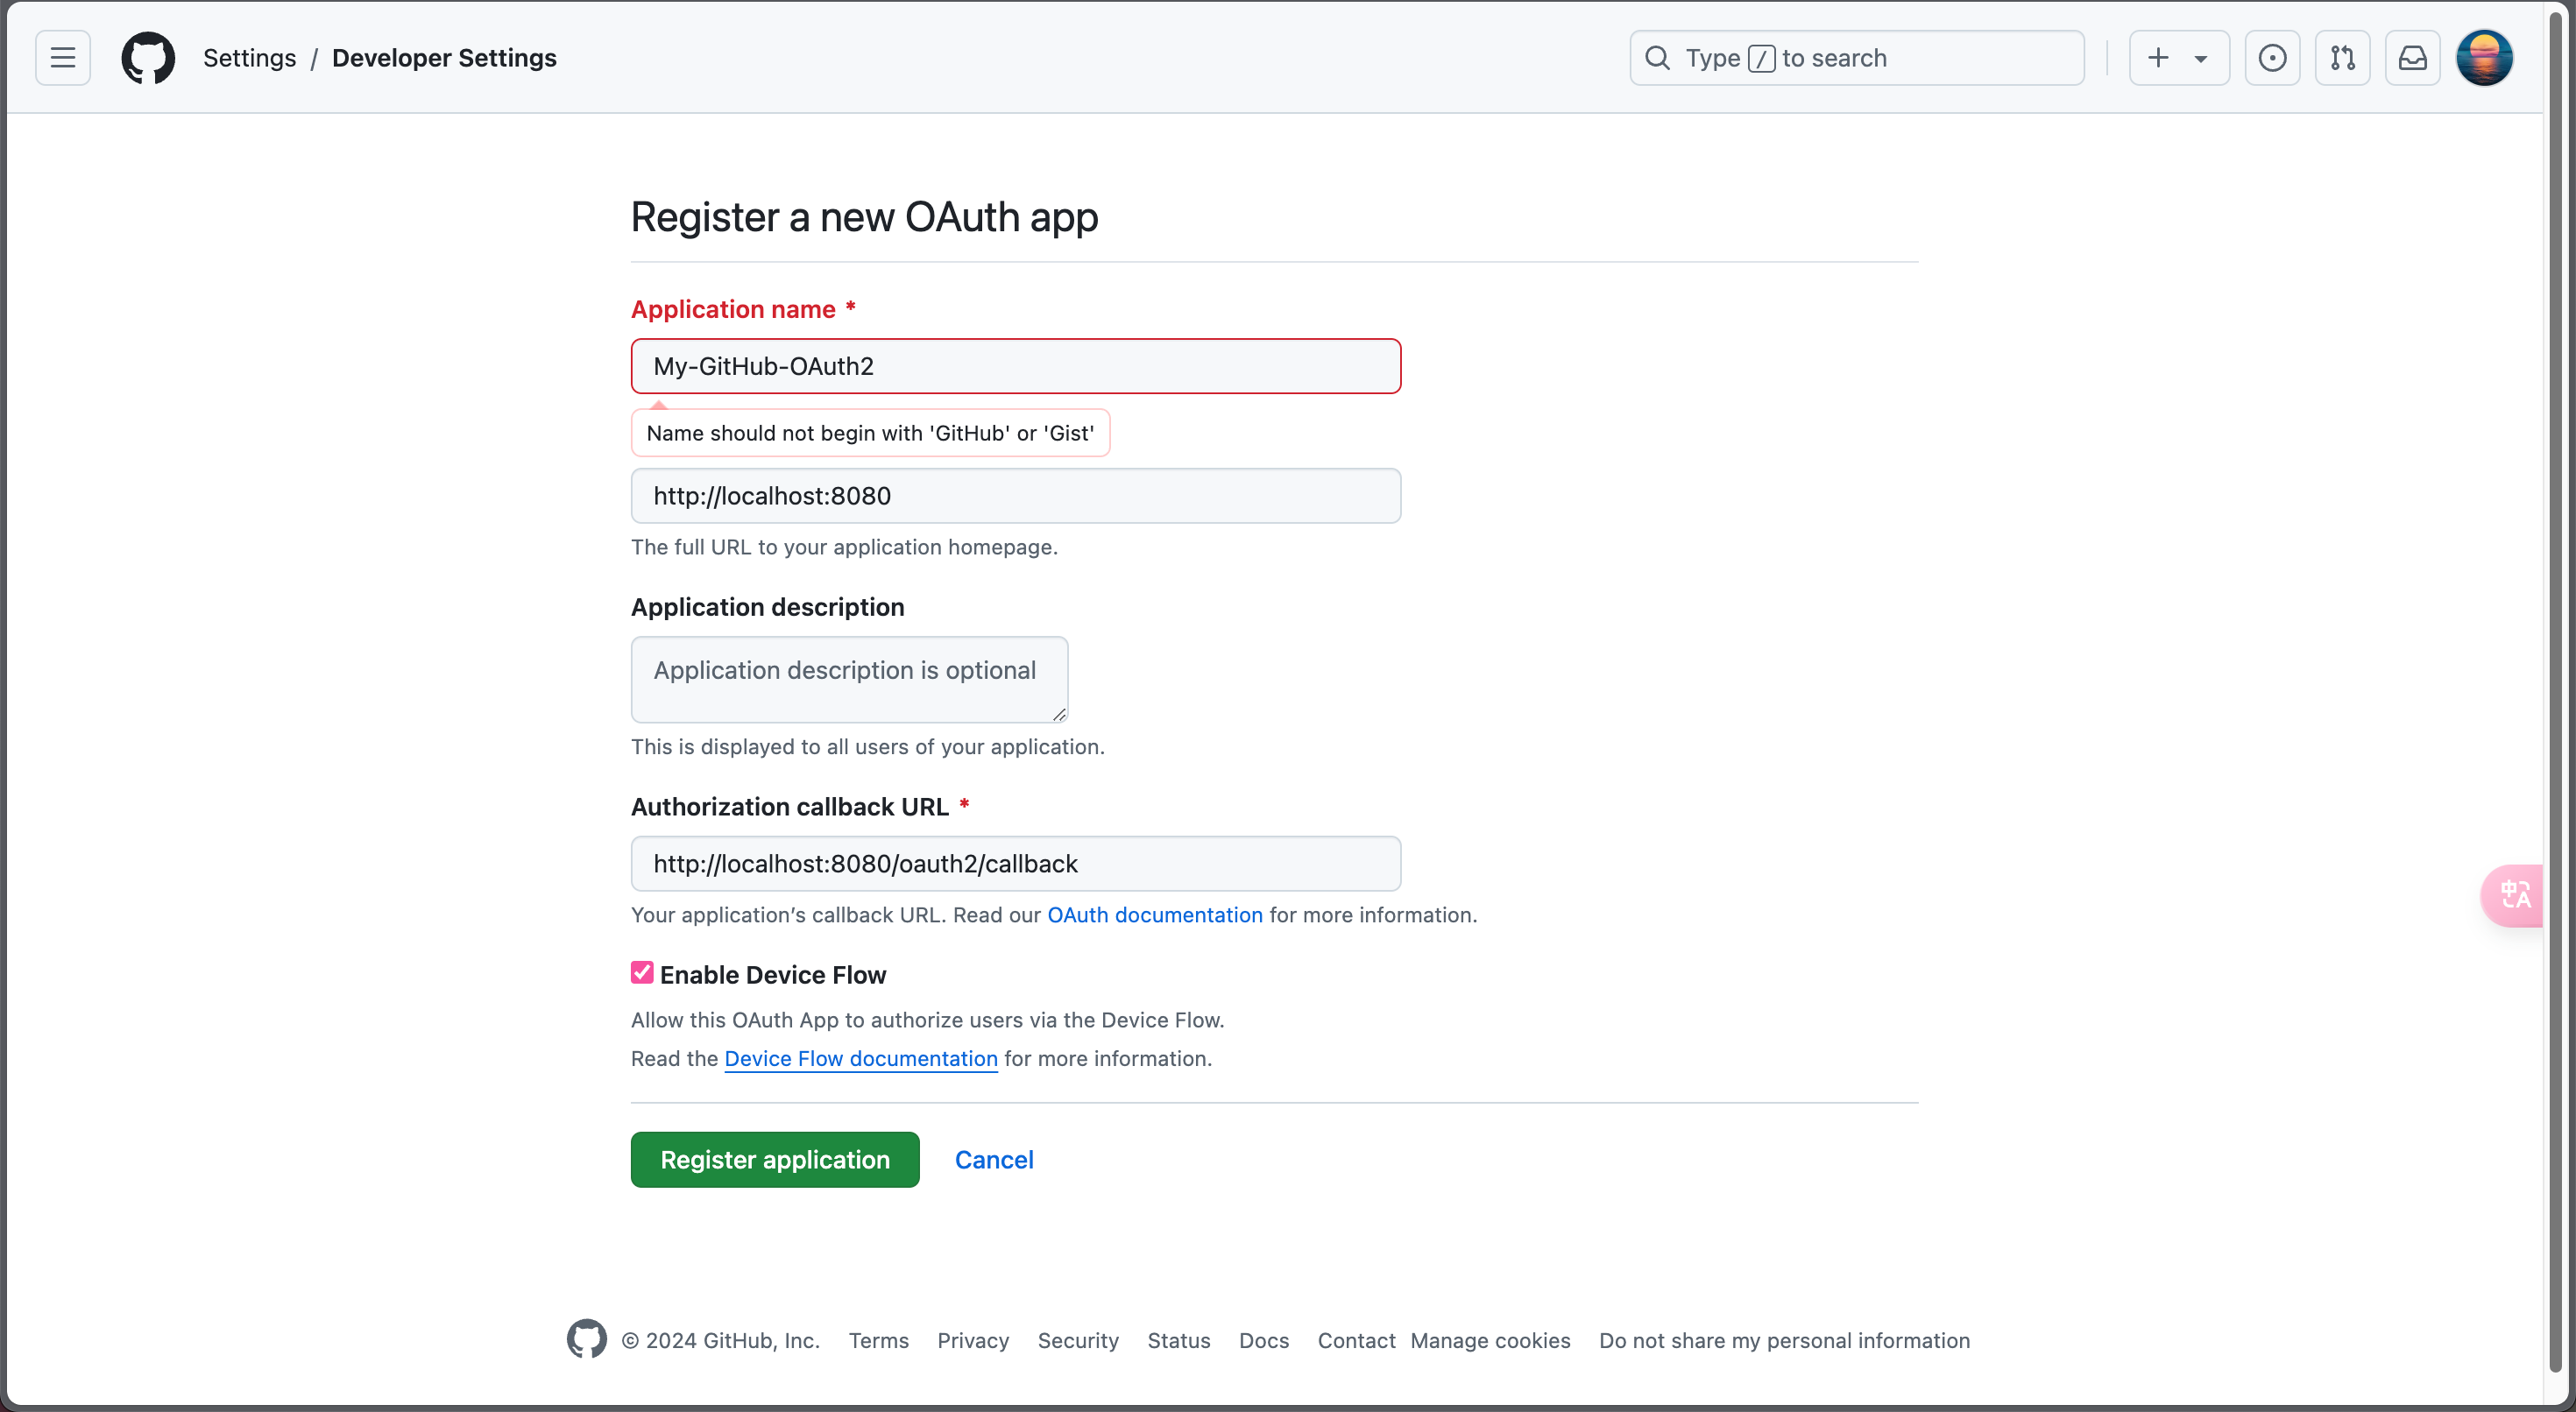 Settings / Developer Settings
Type / to search
Register a new OAuth app
Application name *
My-GitHub-OAuth2
Name should not begin with 'GitHub' or 'Gist'
http://localhost:8080
The full URL to your application homepage.
Application description
Application description is optional
This is displayed to all users of your application.
Authorization callback URL *
http://localhost:8080/oauth2/callback
Your application’s callback URL. Read our OAuth documentation for more information.
Enable Device Flow
Allow this OAuth App to authorize users via the Device Flow.
Read the Device Flow documentation for more information.
Register application Cancel
© 2024 GitHub, Inc. Terms Privacy Security Status Docs Contact Manage cookies Do not share my personal information
中A